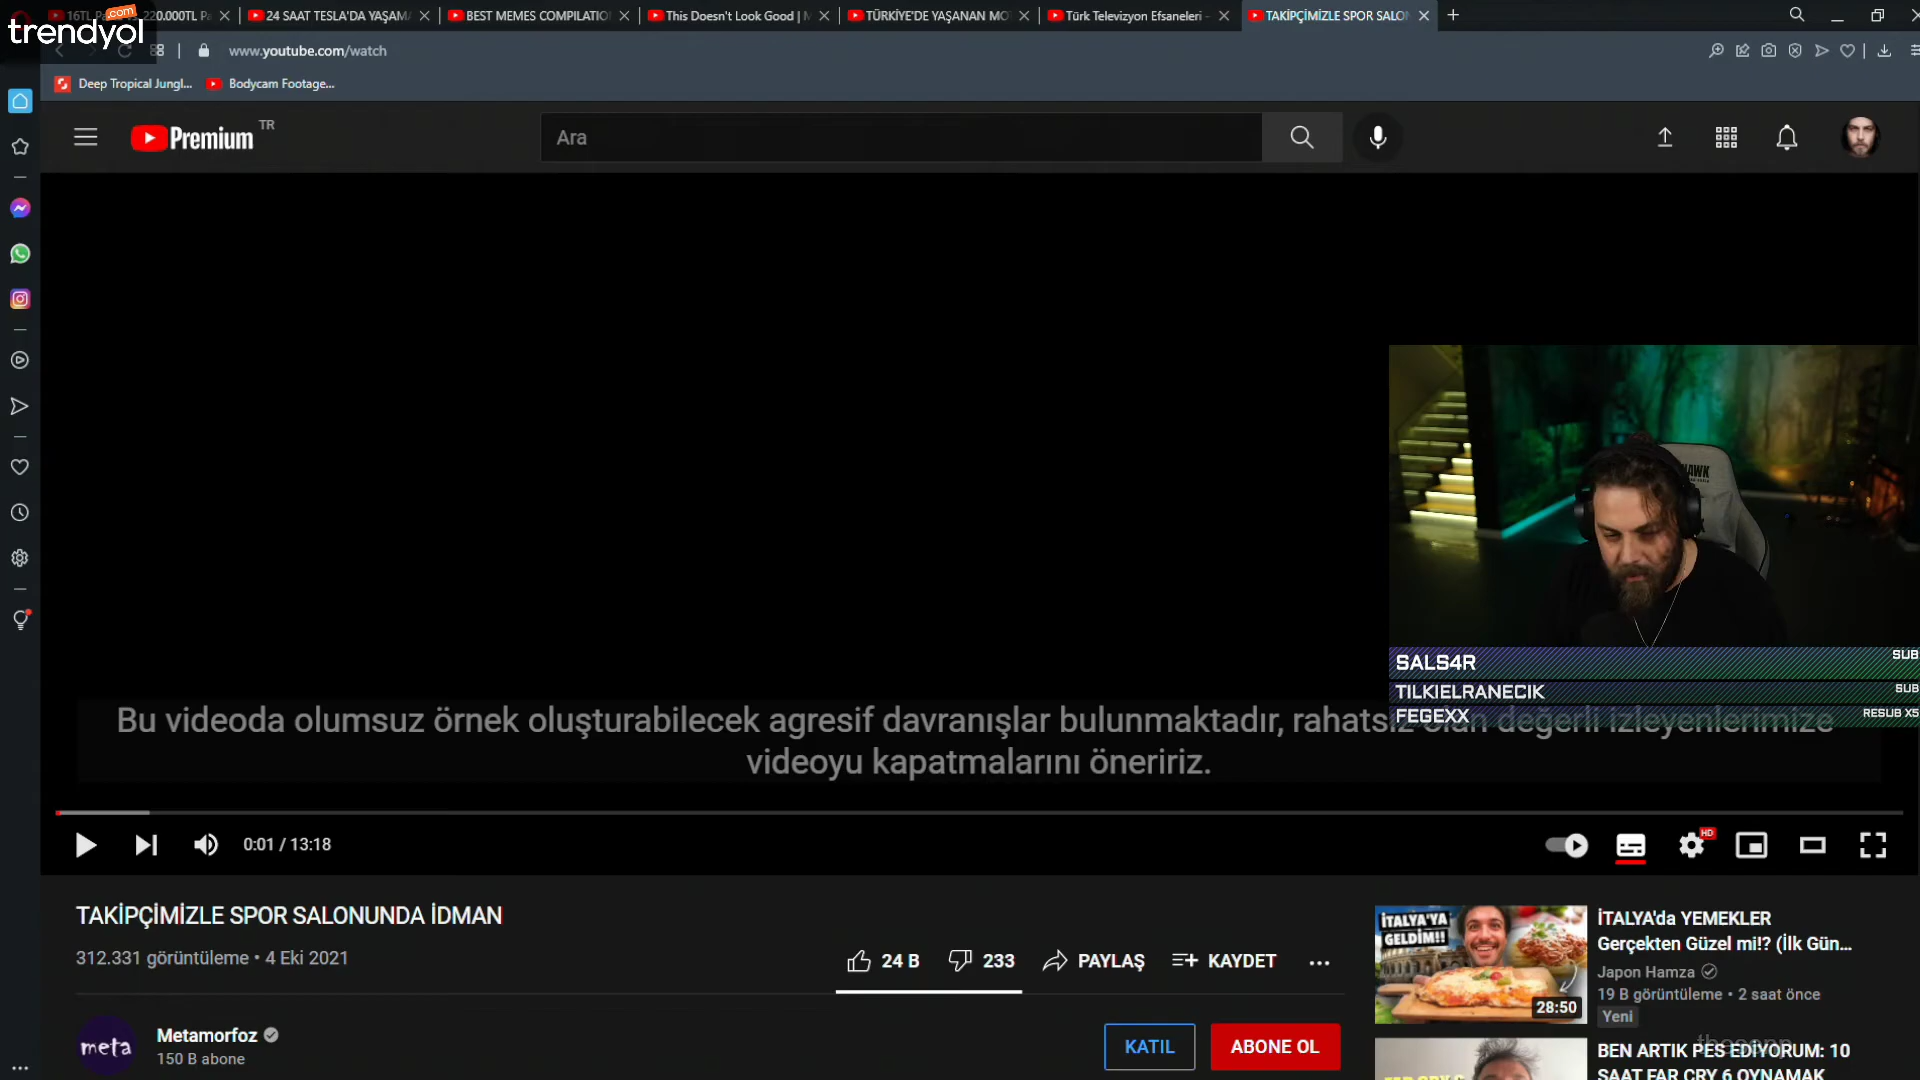 .com
trendyol
24 SAAT TESLA'DA YAŞAM
BEST MEMES COMPILATIO
This Doesn't Look Good |
TÜRKİYE'DE YAŞANAN MO
Türk Televizyon Efsaneleri -
TAKİPÇİMİZLE SPOR SALO
www.youtube.com/watch
Deep Tropical Jungl...
Bodycam Footage...
Premium TR
Ara
HAWK
SALS4R SUB
TILKIELRANECIK SUB
FEGEXX RESUB X5
Bu videoda olumsuz örnek oluşturabilecek agresif davranışlar bulunmaktadır, değerli izleyenlerimize
videoyu kapatmalarını öneririz.
0:01 / 13:18
HD
TAKİPÇİMİZLE SPOR SALONUNDA İDMAN
312.331 görüntüleme • 4 Eki 2021
24 B
233
PAYLAŞ
KAYDET
meta
Metamorfoz
150 B abone
KATIL
ABONE OL
İTALYA'YA
GELDİM!!
28:50
İTALYA'da YEMEKLER
Gerçekten Güzel mi!? (İlk Gün...
Japon Hamza
19 B görüntüleme • 2 saat önce
Yeni
BEN ARTIK PES EDİYORUM: 10
SAAT FAR CRY 6 OYNAMAK